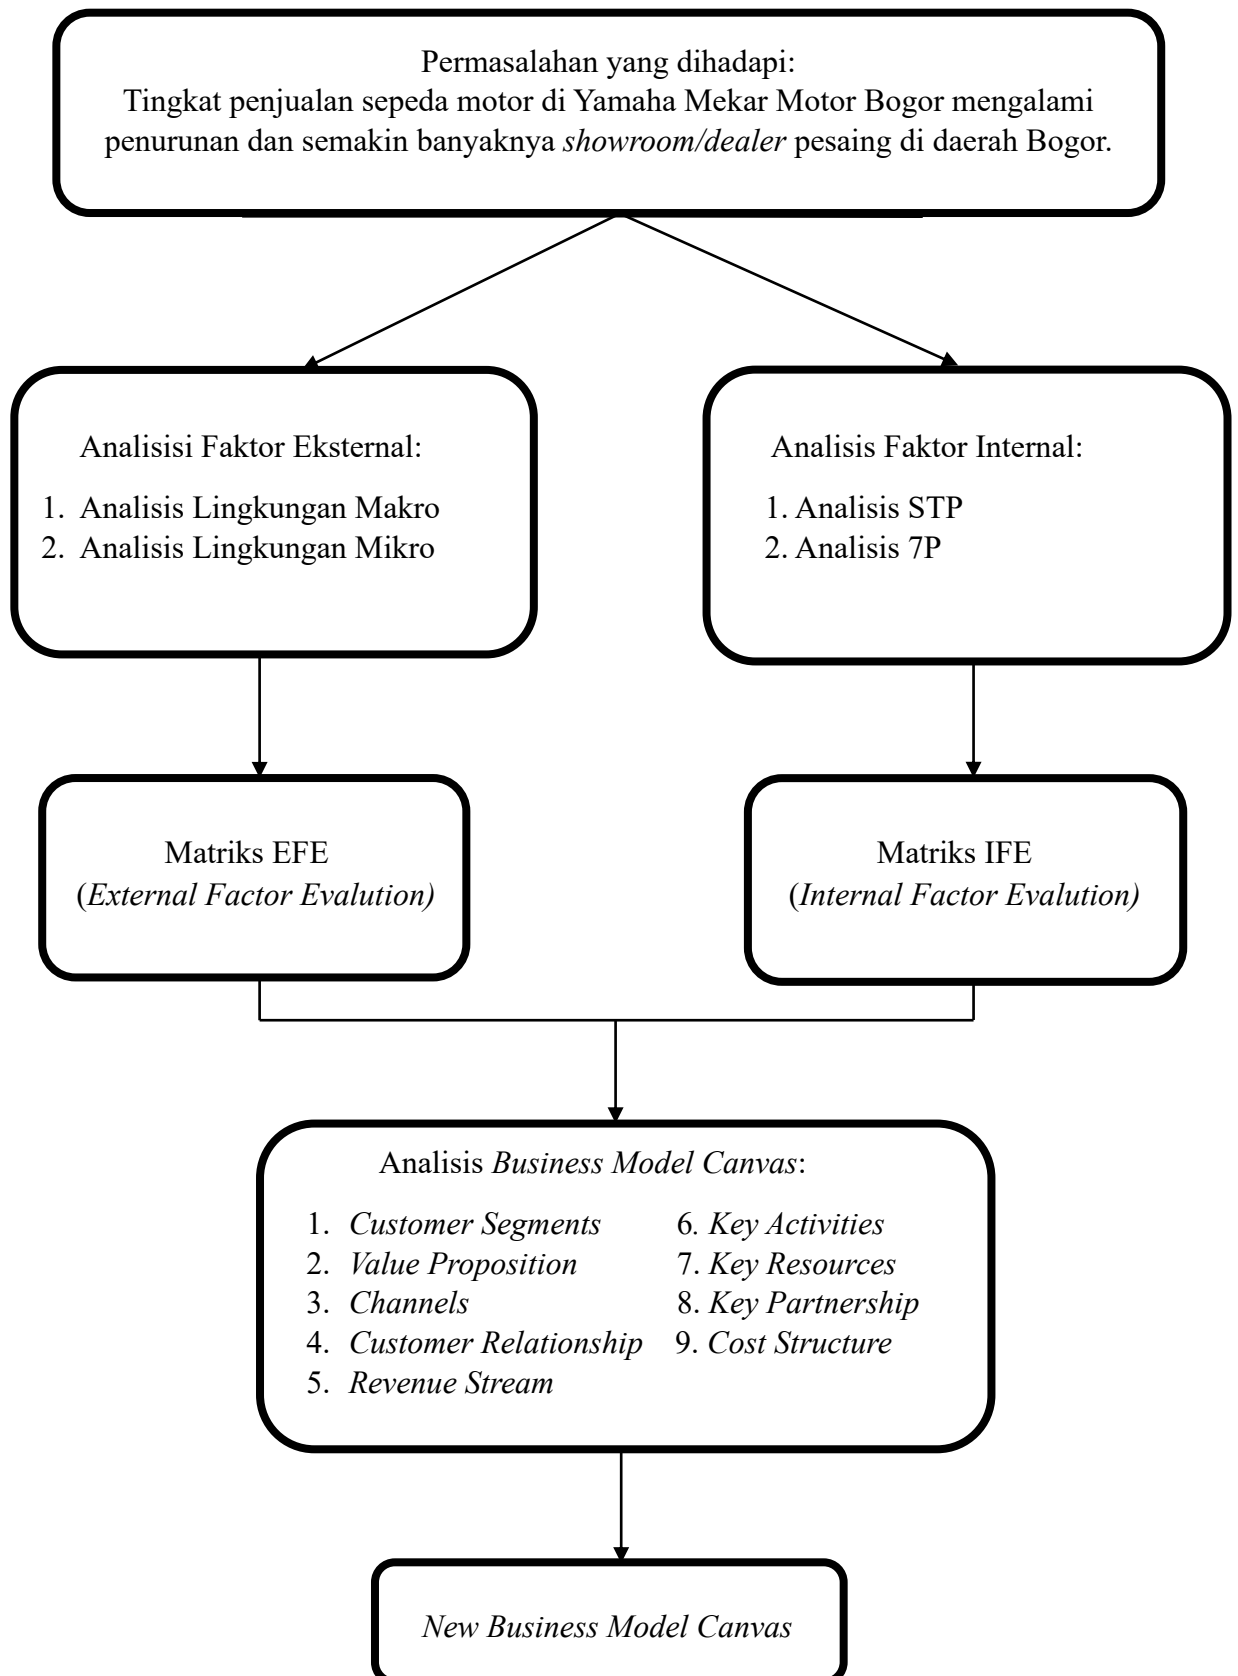 Permasalahan yang dihadapi:
Tingkat penjualan sepeda motor di Yamaha Mekar Motor Bogor mengalami
penurunan dan semakin banyaknya showroom/dealer pesaing di daerah Bogor.
Analisisi Faktor Eksternal:
1. Analisis Lingkungan Makro
2. Analisis Lingkungan Mikro
Analisis Faktor Internal:
1. Analisis STP
2. Analisis 7P
Matriks EFE
(External Factor Evalution)
Matriks IFE
(Internal Factor Evalution)
Analisis Business Model Canvas:
1. Customer Segments
2. Value Proposition
3. Channels
4. Customer Relationship
5. Revenue Stream
6. Key Activities
7. Key Resources
8. Key Partnership
9. Cost Structure
New Business Model Canvas